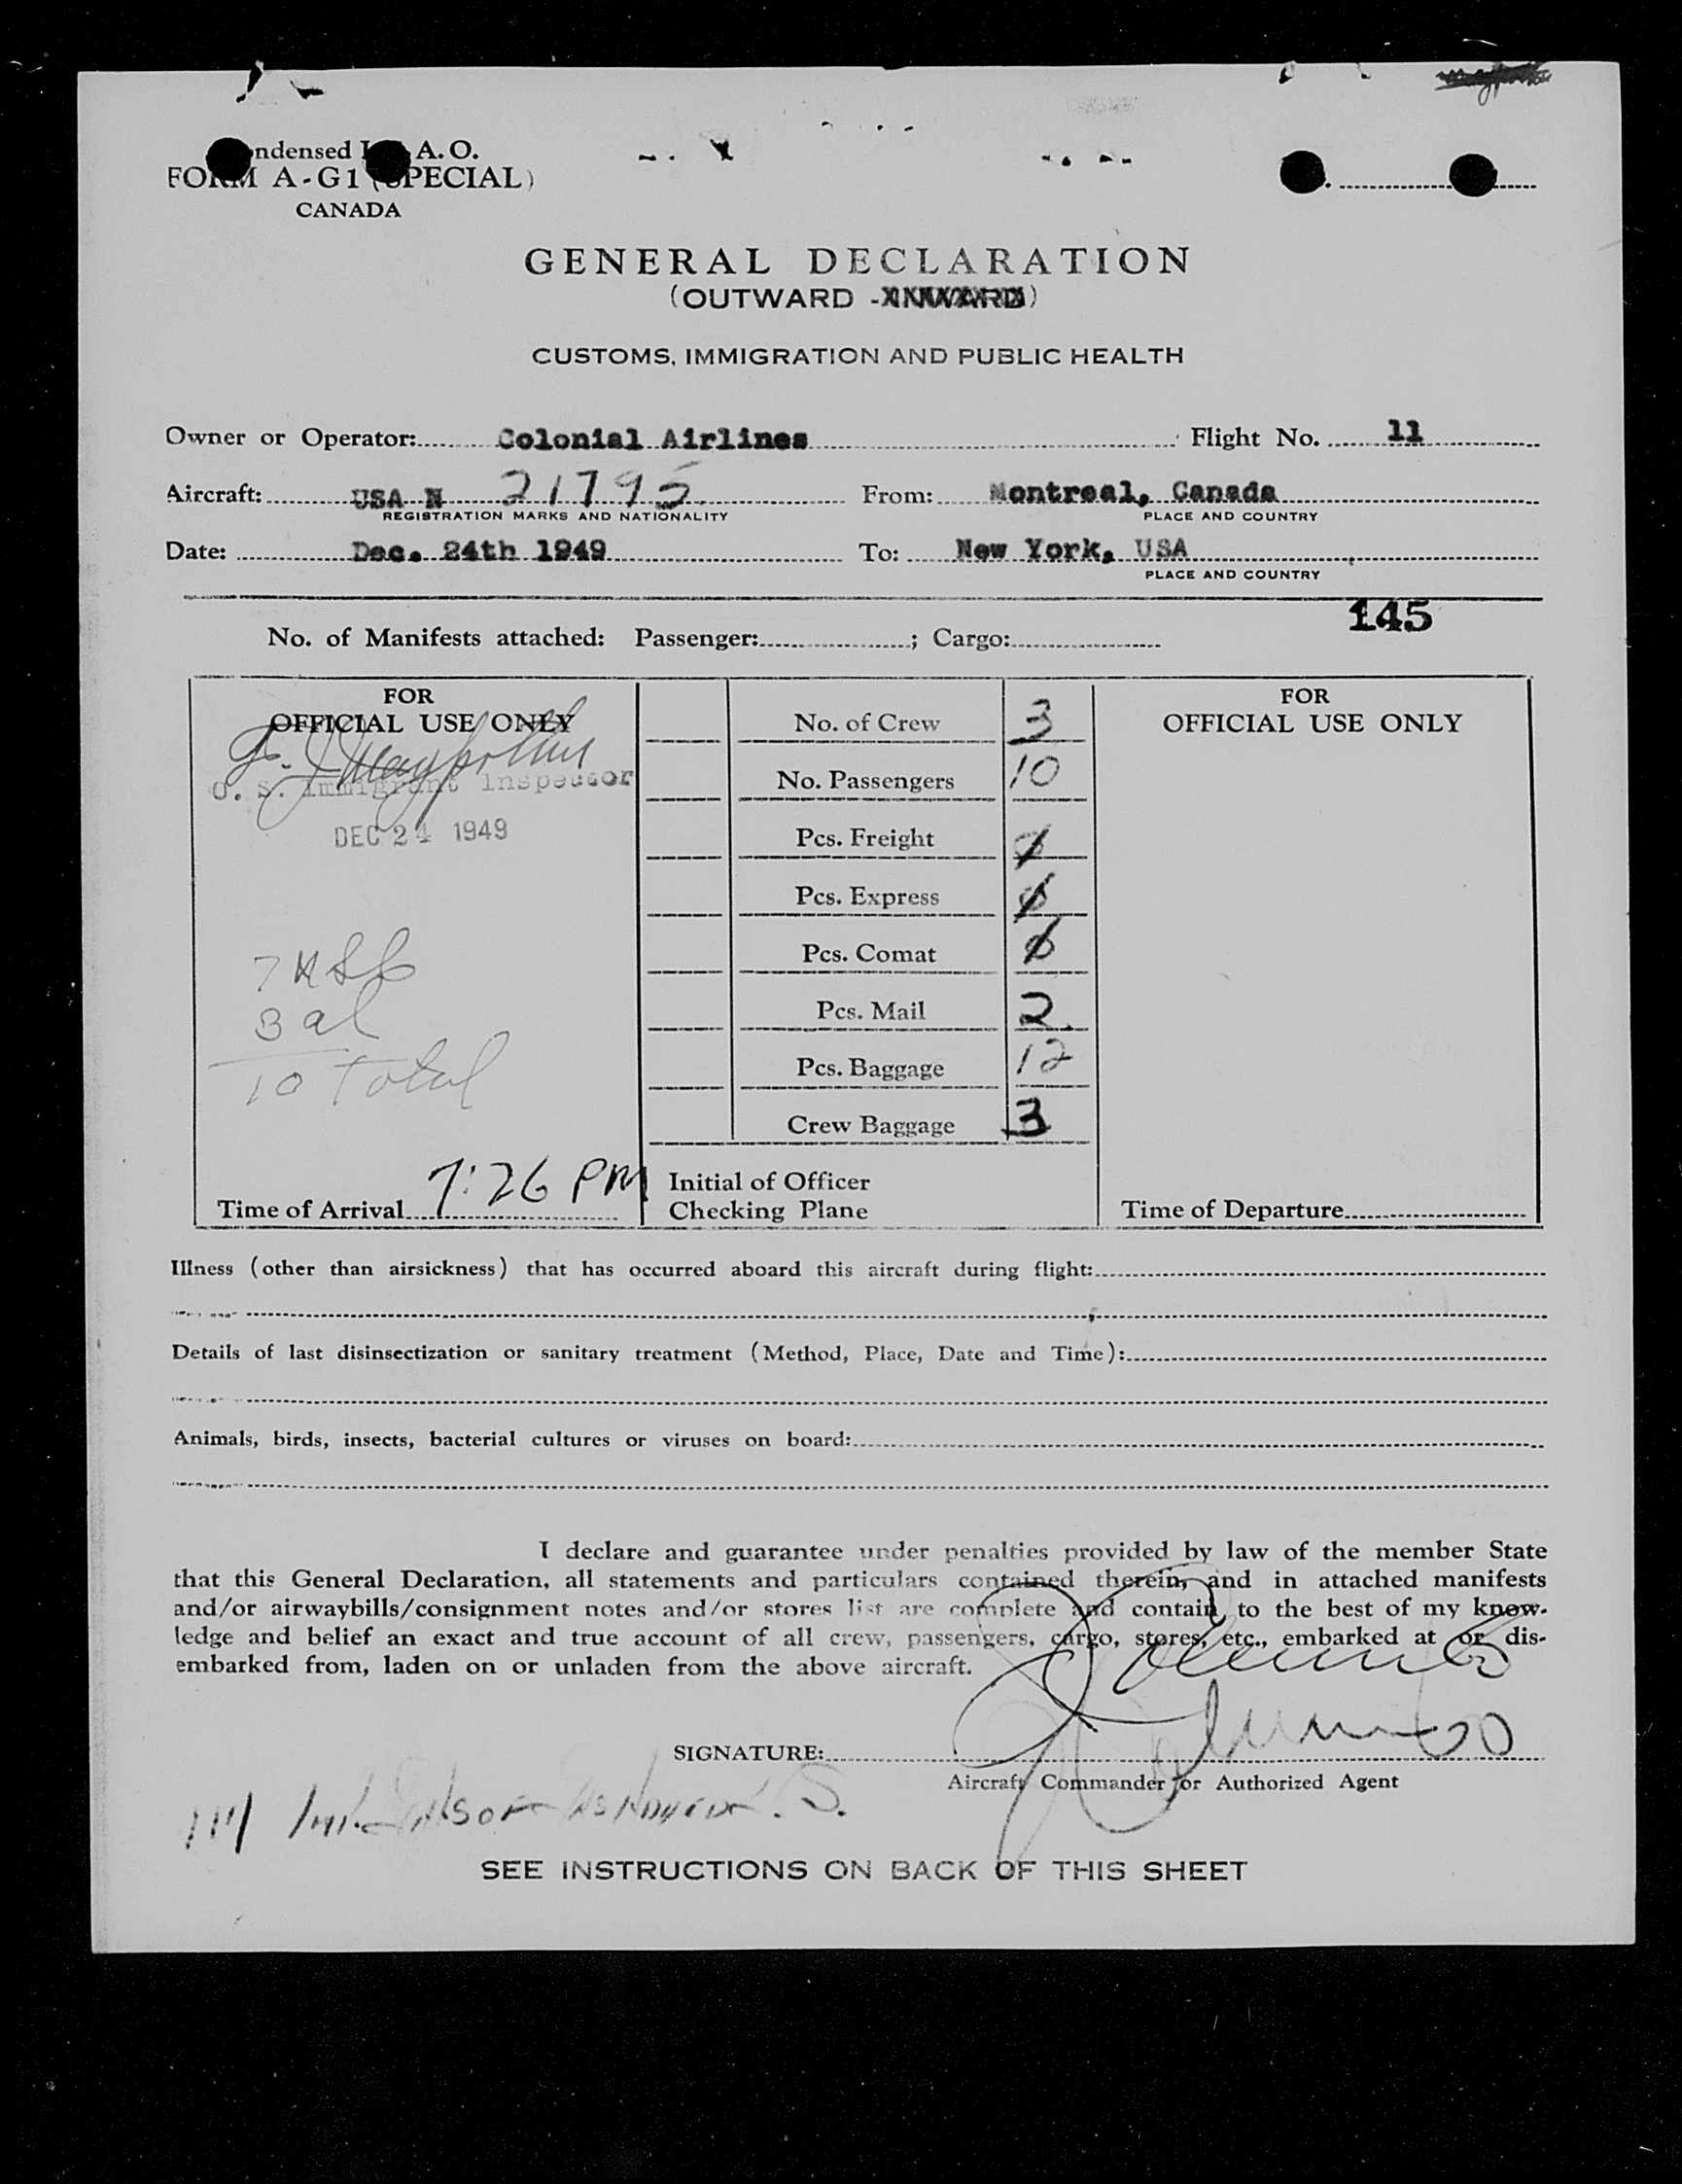 ndensed I A.O.
FORM A-G1 (SPECIAL)
CANADA
GENERAL DECLARATION
(OUTWARD -
CUSTOMS, IMMIGRATION AND PUBLIC HEALTH
Owner or Operator: Colonial Airlines Flight No. 11
Aircraft: USA N 21795 From: Montreal, Canada
REGISTRATION MARKS AND NATIONALITY PLACE AND COUNTRY
Date: Dec. 24th 1949 To: New York, USA
PLACE AND COUNTRY
145
No. of Manifests attached: Passenger: ; Cargo:
FOR
OFFICIAL USE ONLY
U. S. Immigrant Inspector
DEC 24 1949
7 USC
3 al
10 Total
Time of Arrival 7:26 PM
No. of Crew 3
No. Passengers 10
Pcs. Freight
Pcs. Express
Pcs. Comat
Pcs. Mail 2
Pcs. Baggage 12
Crew Baggage 3
Initial of Officer
Checking Plane
FOR
OFFICIAL USE ONLY
Time of Departure
Illness (other than airsickness) that has occurred aboard this aircraft during flight:
Details of last disinsectization or sanitary treatment (Method, Place, Date and Time):
Animals, birds, insects, bacterial cultures or viruses on board:
I declare and guarantee under penalties provided by law of the member State
that this General Declaration, all statements and particulars contained therein, and in attached manifests
and/or airwaybills/consignment notes and/or stores list are complete and contain to the best of my know-
ledge and belief an exact and true account of all crew, passengers, cargo, stores, etc., embarked at or dis-
embarked from, laden on or unladen from the above aircraft.
SIGNATURE:
Aircraft Commander or Authorized Agent
SEE INSTRUCTIONS ON BACK OF THIS SHEET